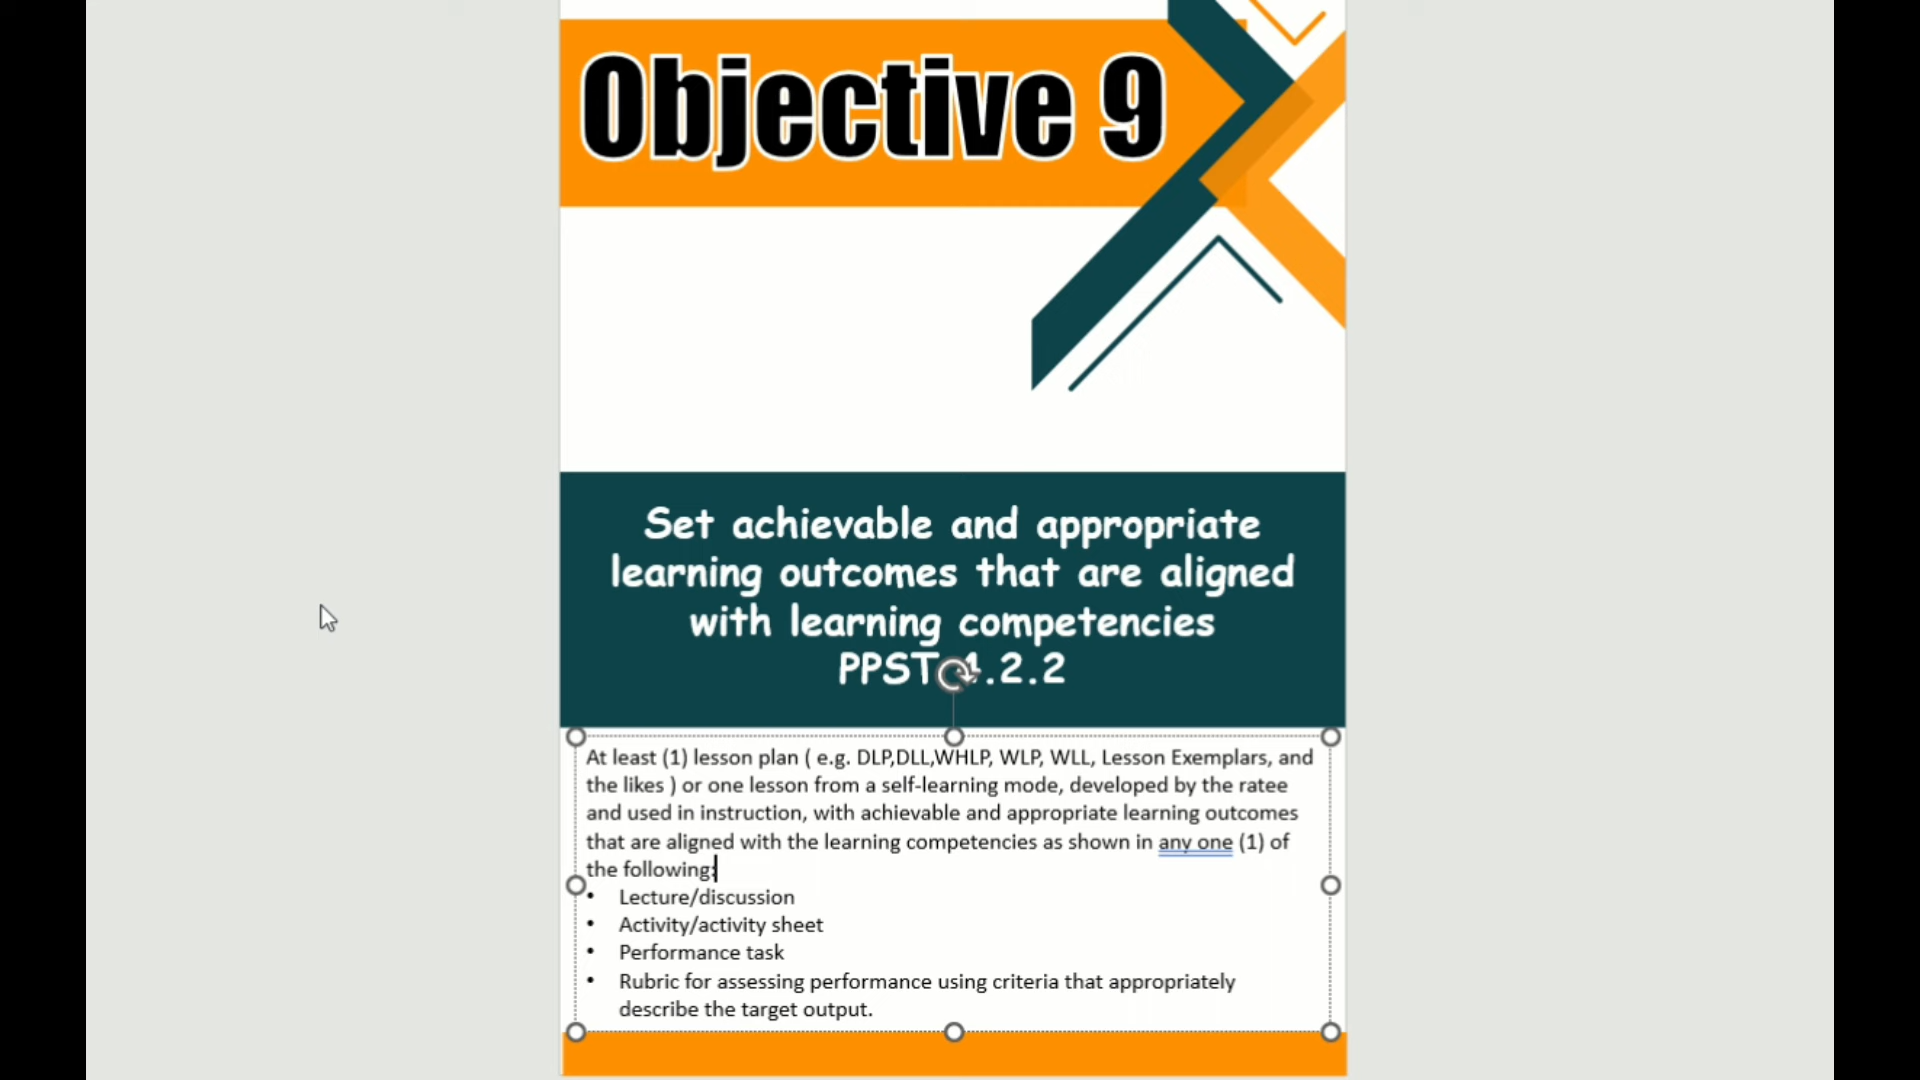 Objective 9
Set achievable and appropriate
learning outcomes that are aligned
with learning competencies
PPST .2.2
At least (1) lesson plan ( e.g. DLP,DLL,WHLP, WLP, WLL, Lesson Exemplars, and
the likes ) or one lesson from a self-learning mode, developed by the ratee
and used in instruction, with achievable and appropriate learning outcomes
that are aligned with the learning competencies as shown in any one (1) of
the following:
• Lecture/discussion
• Activity/activity sheet
• Performance task
• Rubric for assessing performance using criteria that appropriately
describe the target output.